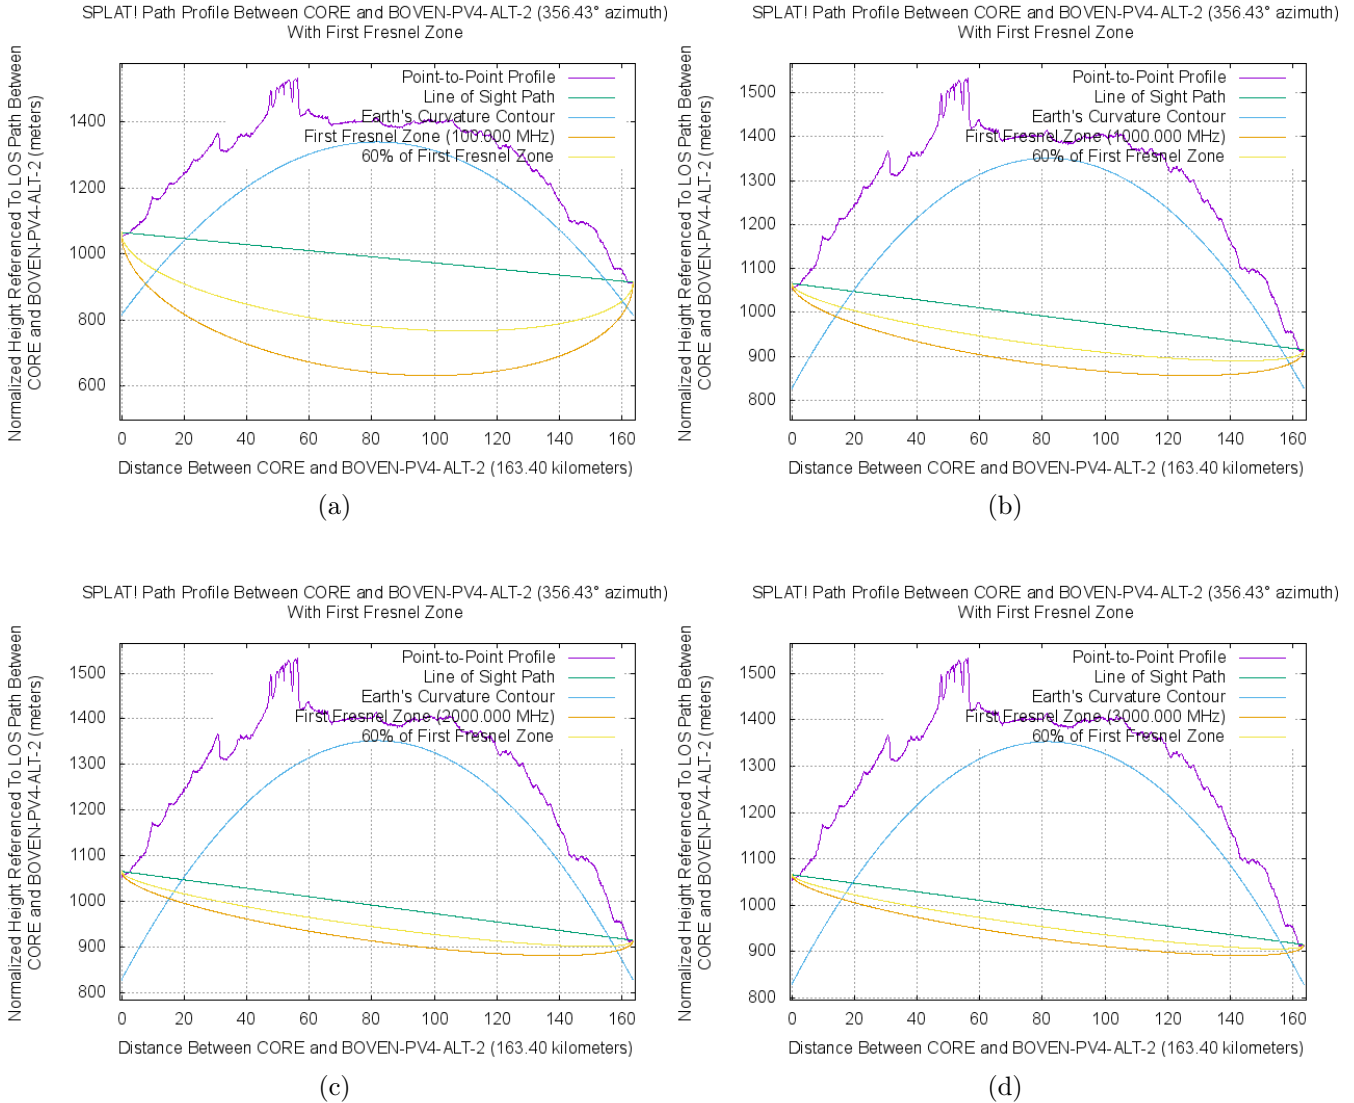 SPLAT! Path Profile Between CORE and BOVEN-PV4-ALT-2 (356.43° azimuth)
With First Fresnel Zone
Normalized Height Referenced To LOS Path Between
CORE and BOVEN-PV4-ALT-2 (meters)
Point-to-Point Profile
Line of Sight Path
Earth's Curvature Contour
First Fresnel Zone (100.000 MHz)
60% of First Fresnel Zone
1400
1200
1000
800
600
0 20 40 60 80 100 120 140 160
Distance Between CORE and BOVEN-PV4-ALT-2 (163.40 kilometers)
(a)
SPLAT! Path Profile Between CORE and BOVEN-PV4-ALT-2 (356.43° azimuth)
With First Fresnel Zone
Normalized Height Referenced To LOS Path Between
CORE and BOVEN-PV4-ALT-2 (meters)
Point-to-Point Profile
Line of Sight Path
Earth's Curvature Contour
First Fresnel Zone (1000.000 MHz)
60% of First Fresnel Zone
1500
1400
1300
1200
1100
1000
900
800
0 20 40 60 80 100 120 140 160
Distance Between CORE and BOVEN-PV4-ALT-2 (163.40 kilometers)
(b)
SPLAT! Path Profile Between CORE and BOVEN-PV4-ALT-2 (356.43° azimuth)
With First Fresnel Zone
Normalized Height Referenced To LOS Path Between
CORE and BOVEN-PV4-ALT-2 (meters)
Point-to-Point Profile
Line of Sight Path
Earth's Curvature Contour
First Fresnel Zone (2000.000 MHz)
60% of First Fresnel Zone
1500
1400
1300
1200
1100
1000
900
800
0 20 40 60 80 100 120 140 160
Distance Between CORE and BOVEN-PV4-ALT-2 (163.40 kilometers)
(c)
SPLAT! Path Profile Between CORE and BOVEN-PV4-ALT-2 (356.43° azimuth)
With First Fresnel Zone
Normalized Height Referenced To LOS Path Between
CORE and BOVEN-PV4-ALT-2 (meters)
Point-to-Point Profile
Line of Sight Path
Earth's Curvature Contour
First Fresnel Zone (3000.000 MHz)
60% of First Fresnel Zone
1500
1400
1300
1200
1100
1000
900
800
0 20 40 60 80 100 120 140 160
Distance Between CORE and BOVEN-PV4-ALT-2 (163.40 kilometers)
(d)